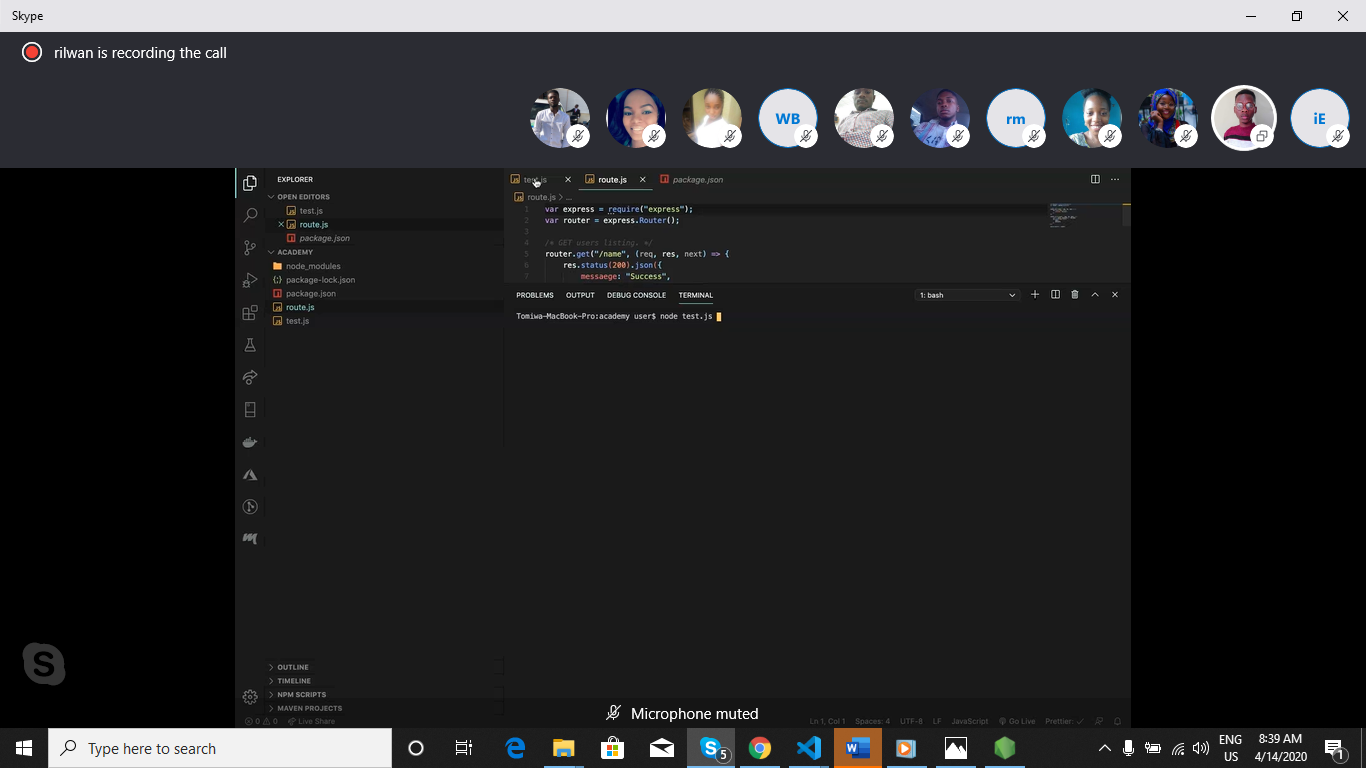 Skype
rilwan is recording the call
WB
rm
iE
EXPLORER
OPEN EDITORS
test.js
route.js
package.json
ACADEMY
node_modules
package-lock.json
package.json
route.js
test.js
OUTLINE
TIMELINE
NPM SCRIPTS
MAVEN PROJECTS
test.js
route.js
package.json
route.js > ...
1 var express = require("express");
2 var router = express.Router();
3
4 /* GET users listing. */
5 router.get("/name", (req, res, next) => {
6 res.status(200).json({
7 messaege: "Success",
PROBLEMS OUTPUT DEBUG CONSOLE TERMINAL 1: bash
Tomiwa-MacBook-Pro:academy user$ node test.js
Microphone muted
0 0 Live Share Ln 1, Col 1 Spaces: 4 UTF-8 LF JavaScript Go Live Prettier: ✓
Type here to search
5
ENG
US
8:39 AM
4/14/2020
1